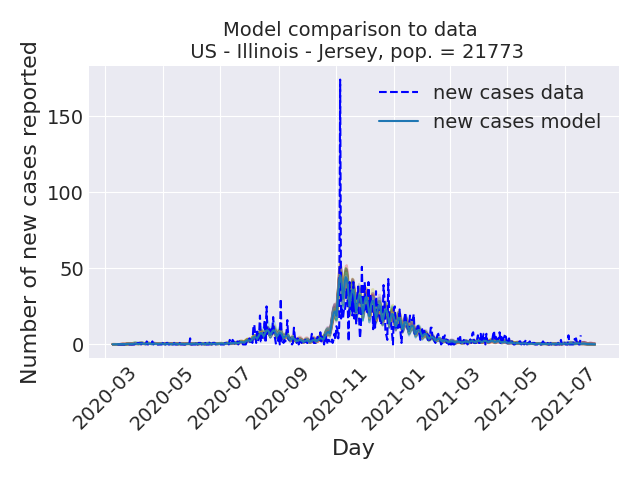 Model comparison to data
US - Illinois - Jersey, pop. = 21773
Number of new cases reported
150
100
50
0
new cases data
new cases model
2020-03
2020-05
2020-07
2020-09
2020-11
2021-01
2021-03
2021-05
2021-07
Day